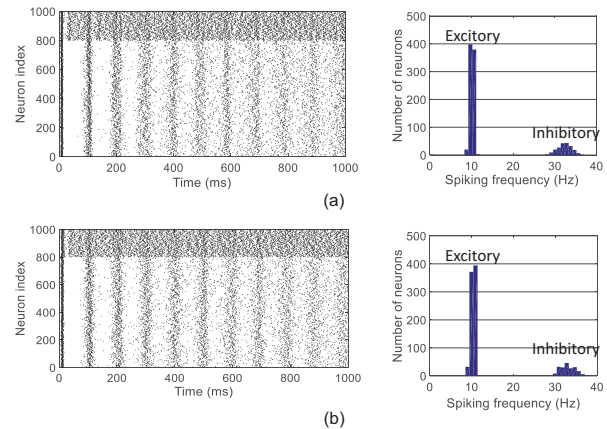 1000
800
600
400
200
0
Neuron index
0 200 400 600 800 1000
Time (ms)
500
400
300
200
100
0
Number of neurons
Excitory
Inhibitory
0 10 20 30 40
Spiking frequency (Hz)
(a)
1000
800
600
400
200
0
Neuron index
0 200 400 600 800 1000
Time (ms)
500
400
300
200
100
0
Number of neurons
Excitory
Inhibitory
0 10 20 30 40
Spiking frequency (Hz)
(b)